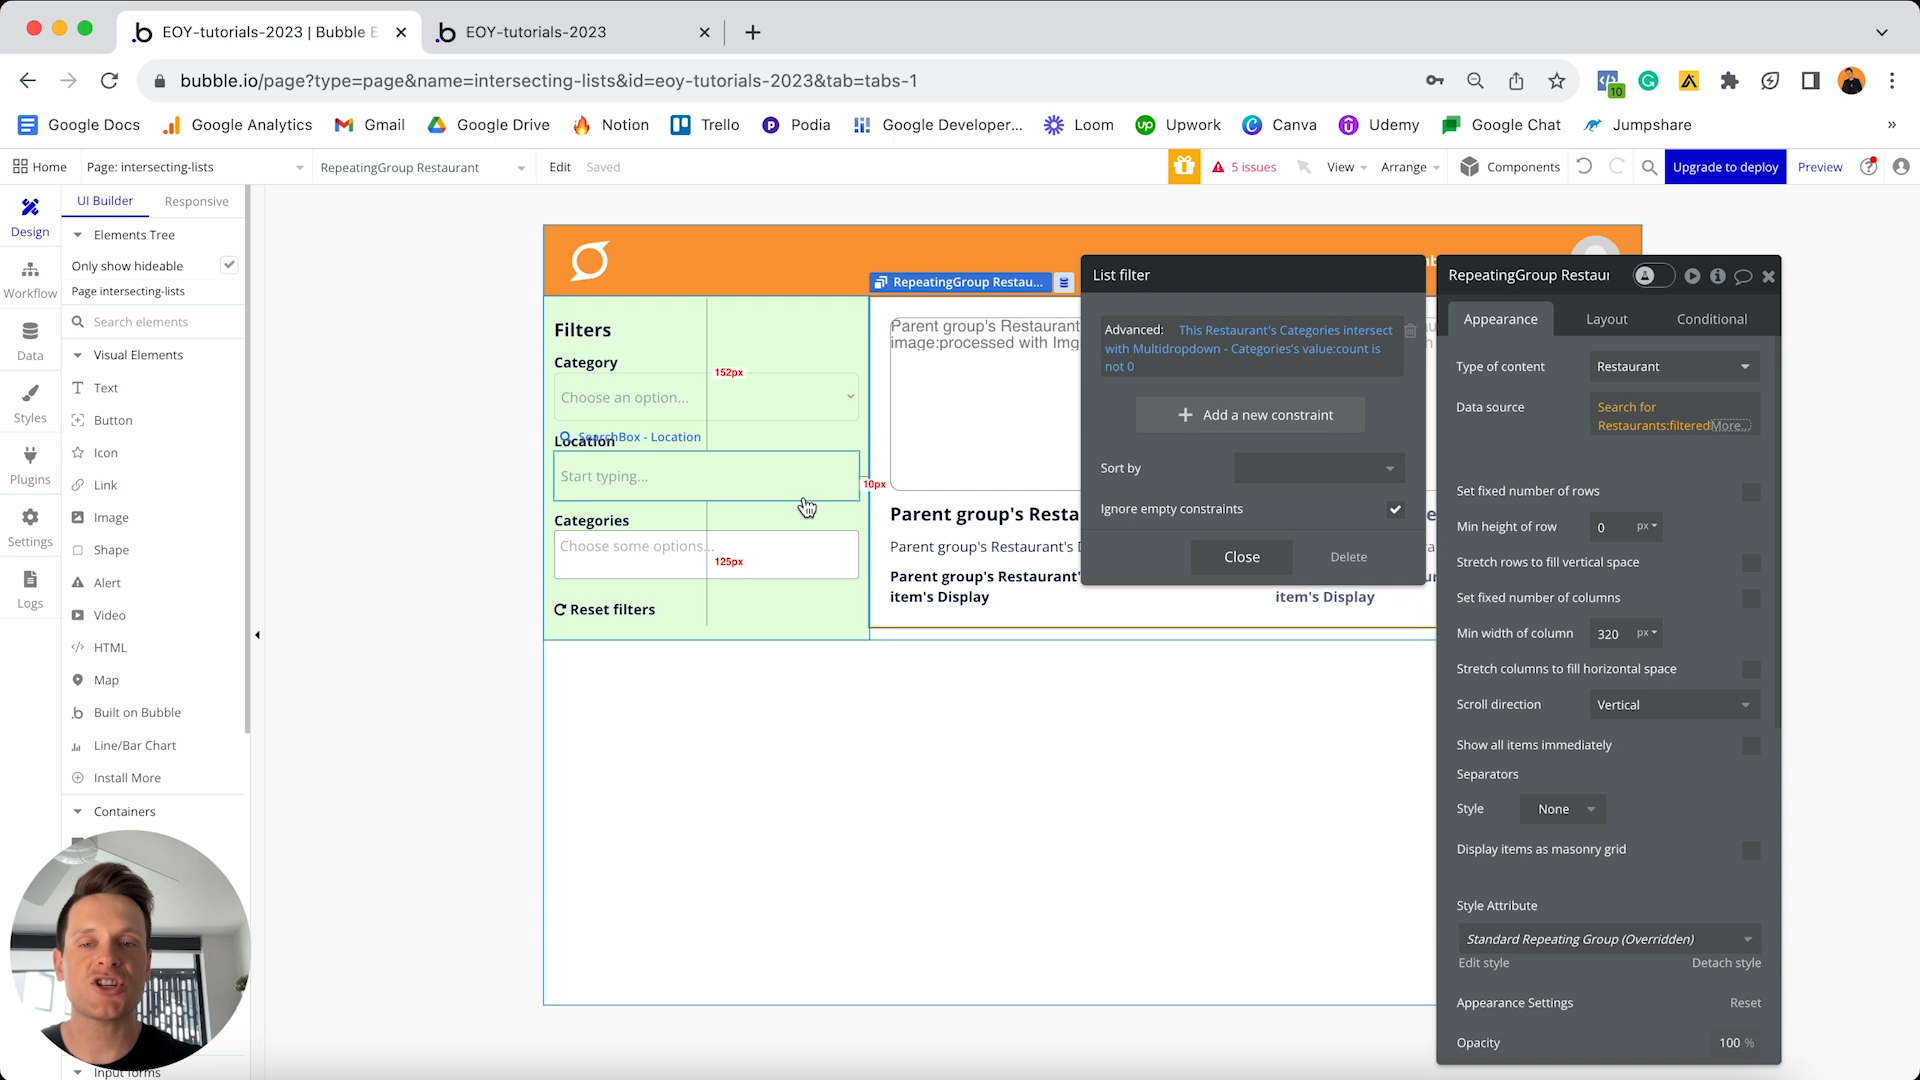 EOY-tutorials-2023 | Bubble E
EOY-tutorials-2023
bubble.io/page?type=page&name=intersecting-lists&id=eoy-tutorials-2023&tab=tabs-1
10
Google Docs
Google Analytics
Gmail
Google Drive
Notion
Trello
Podia
Google Developer...
Loom
Upwork
Canva
Udemy
Google Chat
Jumpshare
»
Home
Page: intersecting-lists
RepeatingGroup Restaurant
Edit
Saved
5 issues
View
Arrange
Components
Upgrade to deploy
Preview
Design
Workflow
Data
Styles
Plugins
Settings
Logs
UI Builder
Responsive
Elements Tree
Only show hideable
Page intersecting-lists
Search elements
Visual Elements
Text
Button
Icon
Link
Image
Shape
Alert
Video
HTML
Map
Built on Bubble
Line/Bar Chart
Install More
Containers
Input forms
Filters
Category
152px
Choose an option...
Location
SearchBox - Location
Start typing...
10px
Categories
Choose some options...
125px
Reset filters
RepeatingGroup Restau...
Parent group's Restaurant
image:processed with Img
Parent group's Resta
Parent group's Restaurant's
Parent group's Restaurant'
item's Display
item's Display
List filter
Advanced: This Restaurant's Categories intersect
with Multidropdown - Categories's value:count is
not 0
Add a new constraint
Sort by
Ignore empty constraints
Close
Delete
RepeatingGroup Restaur
Appearance
Layout
Conditional
Type of content
Restaurant
Data source
Search for
Restaurants:filtered
More...
Set fixed number of rows
Min height of row
0
px
Stretch rows to fill vertical space
Set fixed number of columns
Min width of column
320
px
Stretch columns to fill horizontal space
Scroll direction
Vertical
Show all items immediately
Separators
Style
None
Display items as masonry grid
Style Attribute
Standard Repeating Group (Overridden)
Edit style
Detach style
Appearance Settings
Reset
Opacity
100 %